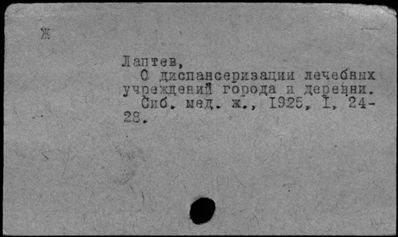 Ж
Лаптев,
О диспансеризации лечебных
учреждений города и деревни.
Сиб. мед. ж., 1925, I, 24-
28.